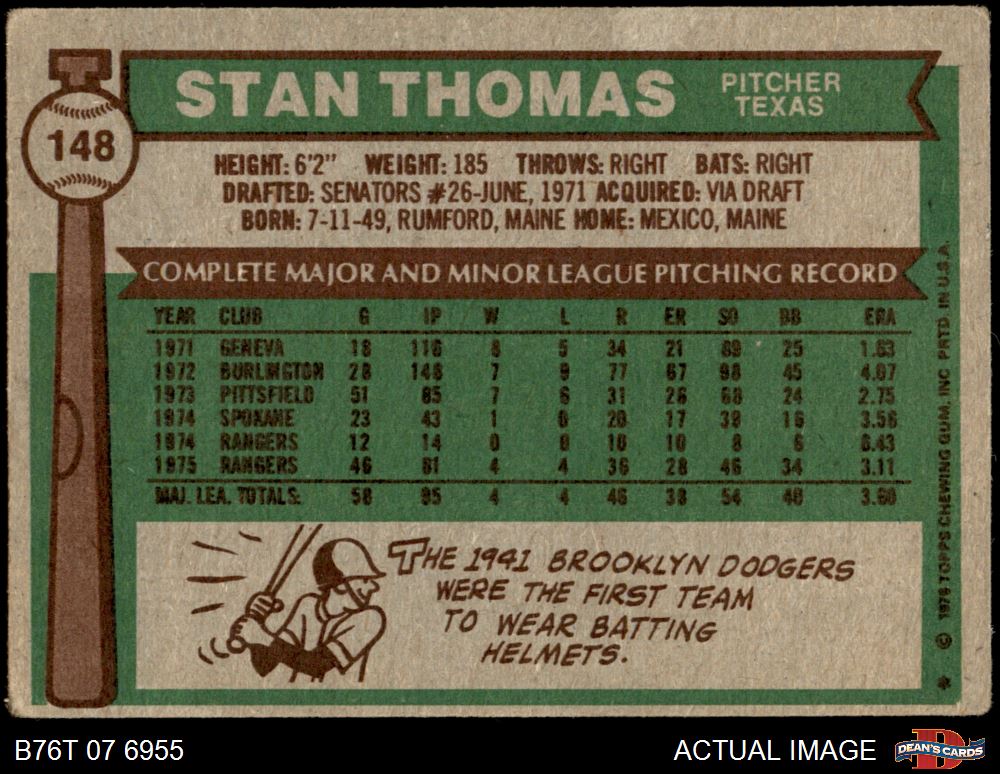 STAN THOMAS
PITCHER
TEXAS
148
HEIGHT: 6'2" WEIGHT: 185 THROWS: RIGHT BATS: RIGHT
DRAFTED: SENATORS #26-JUNE, 1971 ACQUIRED: VIA DRAFT
BORN: 7-11-49, RUMFORD, MAINE HOME: MEXICO, MAINE
COMPLETE MAJOR AND MINOR LEAGUE PITCHING RECORD
YEAR CLUB G IP W L R ER SO BB ERA
1971 GENEVA 18 116 8 5 34 21 89 25 1.63
1972 BURLINGTON 28 148 7 9 77 67 98 45 4.07
1973 PITTSFIELD 51 85 7 6 31 26 68 24 2.75
1974 SPOKANE 23 43 1 0 20 17 39 16 3.56
1974 RANGERS 12 14 0 0 10 10 8 6 6.43
1975 RANGERS 46 81 4 4 36 28 46 34 3.11
MAJ. LEA. TOTALS: 58 95 4 4 46 38 54 40 3.60
THE 1941 BROOKLYN DODGERS
WERE THE FIRST TEAM
TO WEAR BATTING
HELMETS.
* © 1976 TOPPS CHEWING GUM, INC PRTD. IN U.S.A.
B76T 07 6955
ACTUAL IMAGE
DEAN'S CARDS